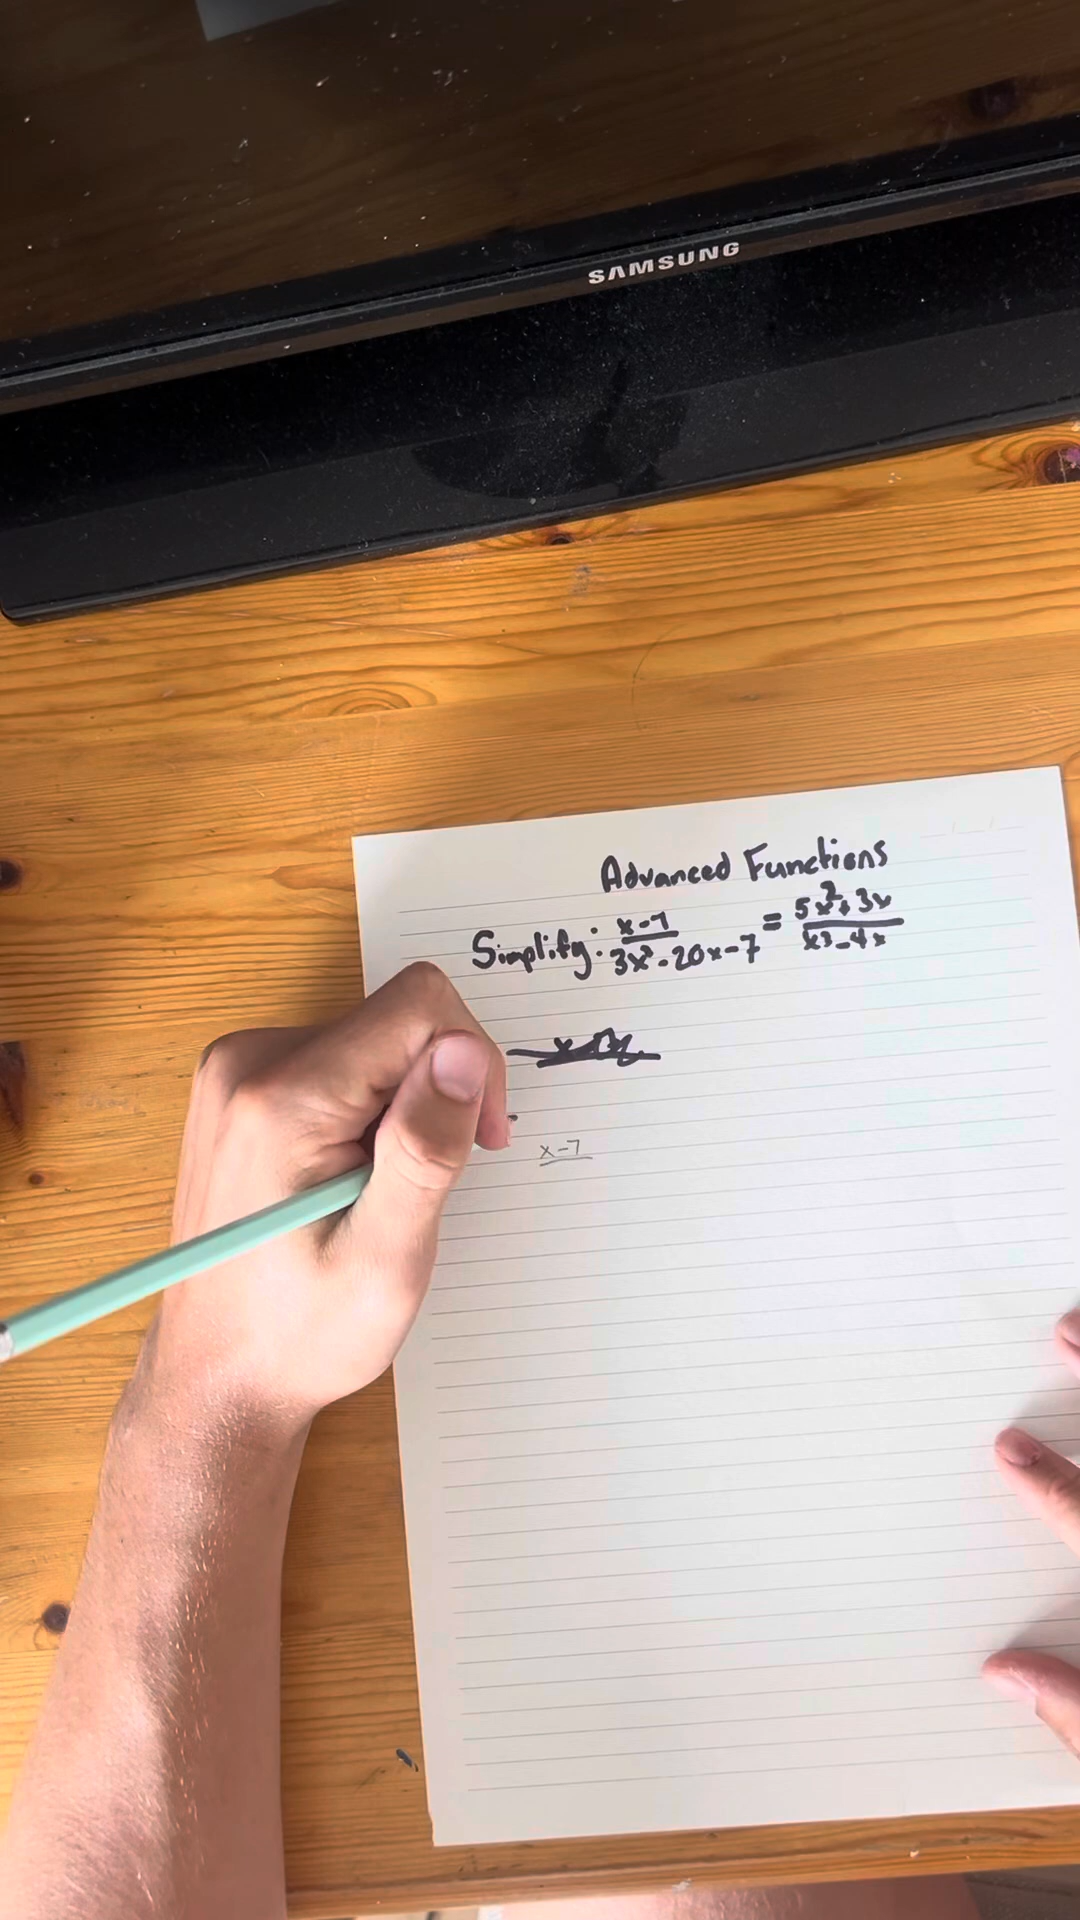 SAMSUNG
Advanced Functions
Simplify: x-7/3x²-20x-7 = 5x²+3x/x³-4x
x-7